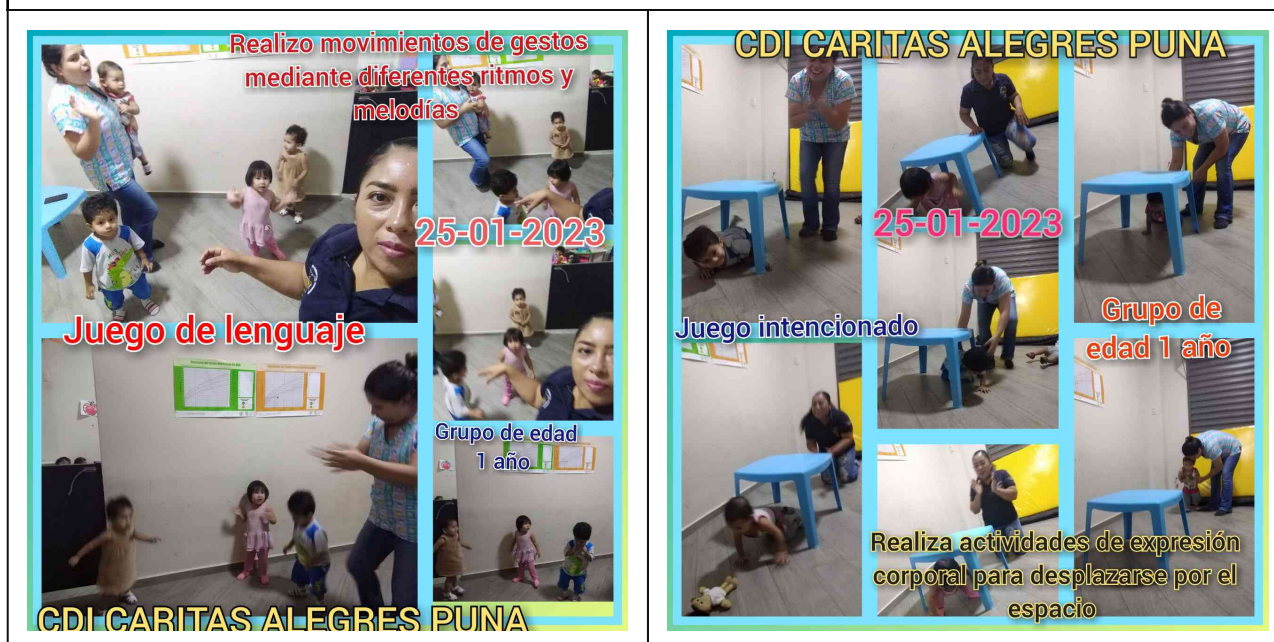 Realizo movimientos de gestos
mediante diferentes ritmos y
melodías
25-01-2023
Juego de lenguaje
Grupo de edad
1 año
CDI CARITAS ALEGRES PUNA
CDI CARITAS ALEGRES PUNA
25-01-2023
Juego intencionado
Grupo de
edad 1 año
Realiza actividades de expresión
corporal para desplazarse por el
espacio